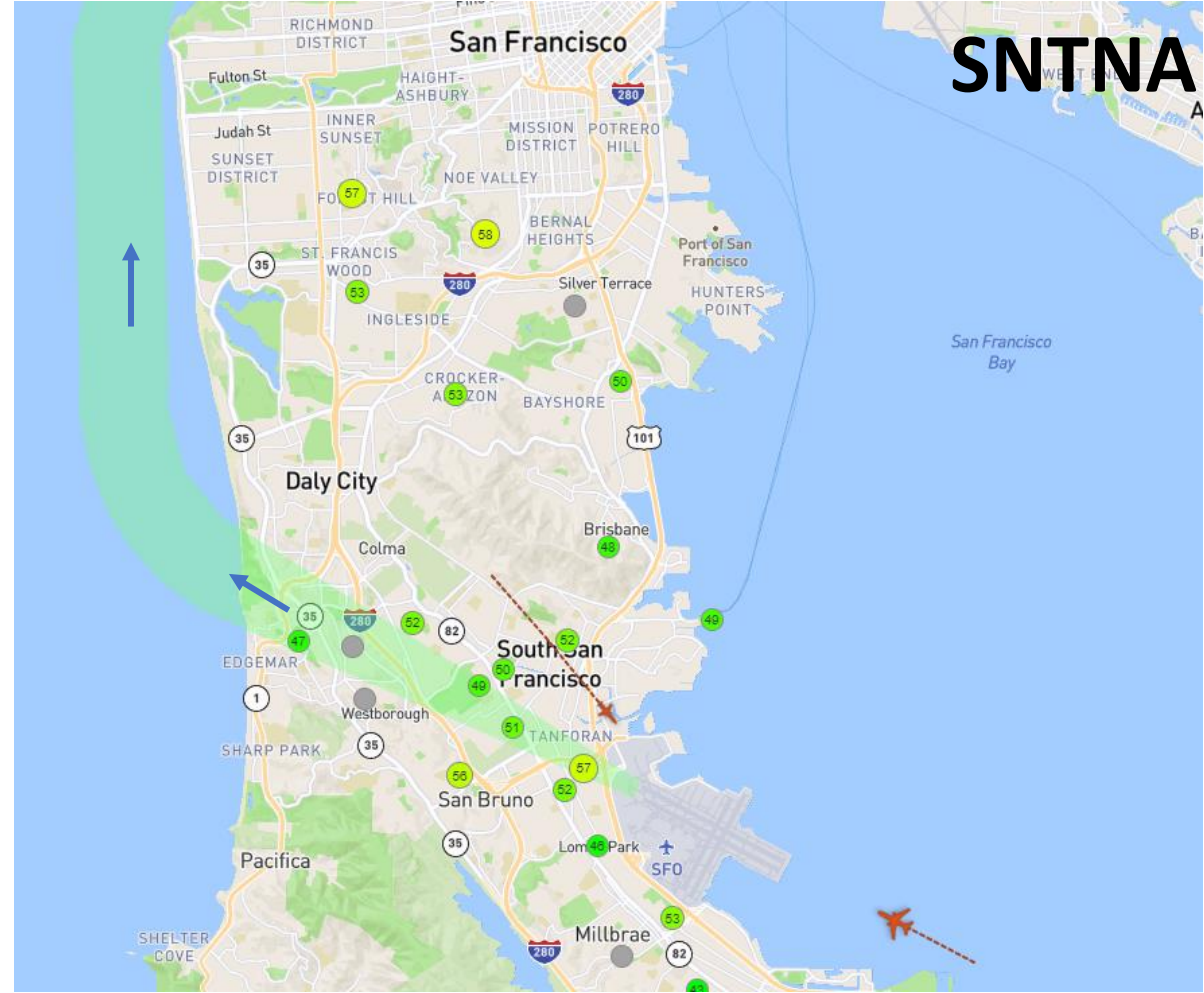 RICHMOND
DISTRICT
San Francisco
SNTNA
Fulton St
HAIGHT-
ASHBURY
280
WEST END
A
Judah St
INNER
SUNSET
MISSION
DISTRICT
POTRERO
HILL
SUNSET
DISTRICT
NOE VALLEY
57
HILL
58
BERNAL
HEIGHTS
Port of San
Francisco
35
ST. FRANCIS
WOOD
280
Silver Terrace
53
HUNTERS
POINT
INGLESIDE
San Francisco
Bay
CROCKER-
53
50
BAYSHORE
35
101
Daly City
Brisbane
48
Colma
35
280
52
82
49
47
52
South San
Francisco
EDGEMAR
50
49
1
Westborough
51
TANFORAN
35
SHARP PARK
57
56
52
San Bruno
35
46
Park
SFO
Pacifica
53
Millbrae
SHELTER
COVE
280
82
43